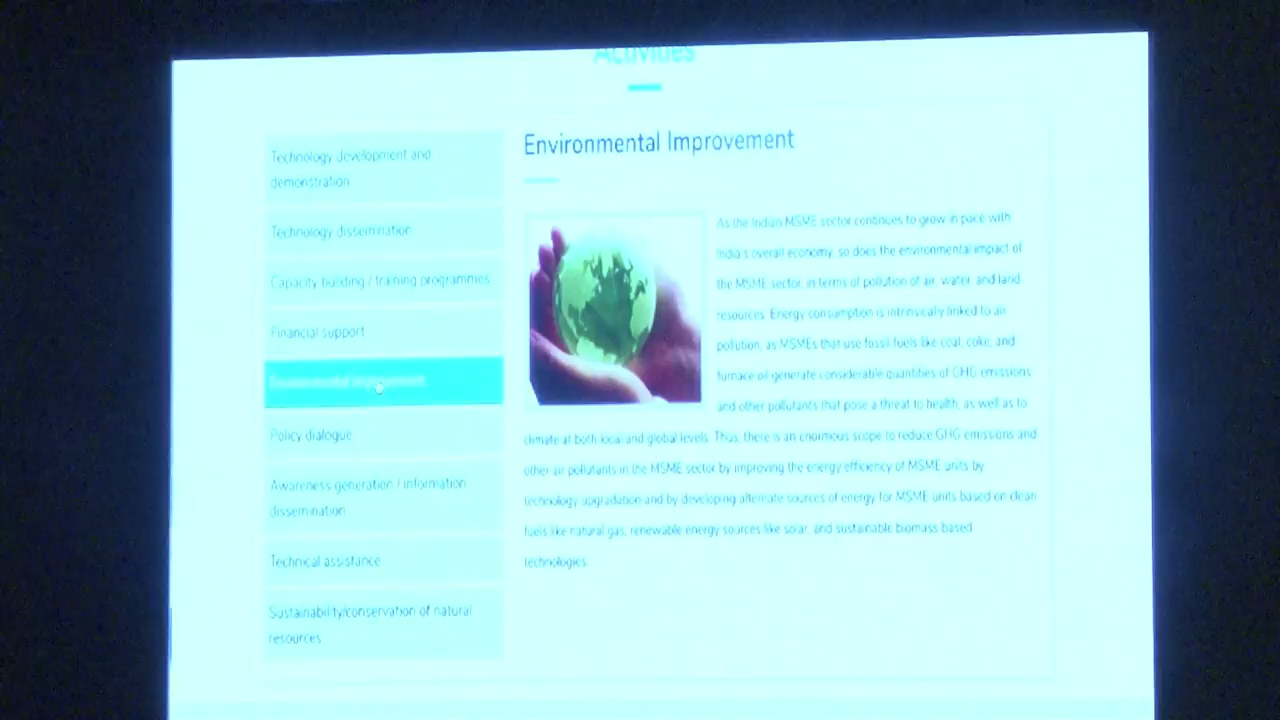 Activities
Technology development and
demonstration
Technology dissemination
Capacity building / training programmes
Financial support
Environmental Improvement
Policy dialogue
Awareness generation / information
dissemination
Technical assistance
Sustainability/conservation of natural
resources
Environmental Improvement
As the Indian MSME sector continues to grow in pace with
India's overall economy, so does the environmental impact of
the MSME sector, in terms of pollution of air, water, and land
resources. Energy consumption is intrinsically linked to air
pollution, as MSMEs that use fossil fuels like coal, coke, and
furnace oil generate considerable quantities of GHG emissions
and other pollutants that pose a threat to health, as well as to
climate at both local and global levels. Thus, there is an enormous scope to reduce GHG emissions and
other air pollutants in the MSME sector by improving the energy efficiency of MSME units by
technology upgradation and by developing alternate sources of energy for MSME units based on clean
fuels like natural gas, renewable energy sources like solar, and sustainable biomass based
technologies.